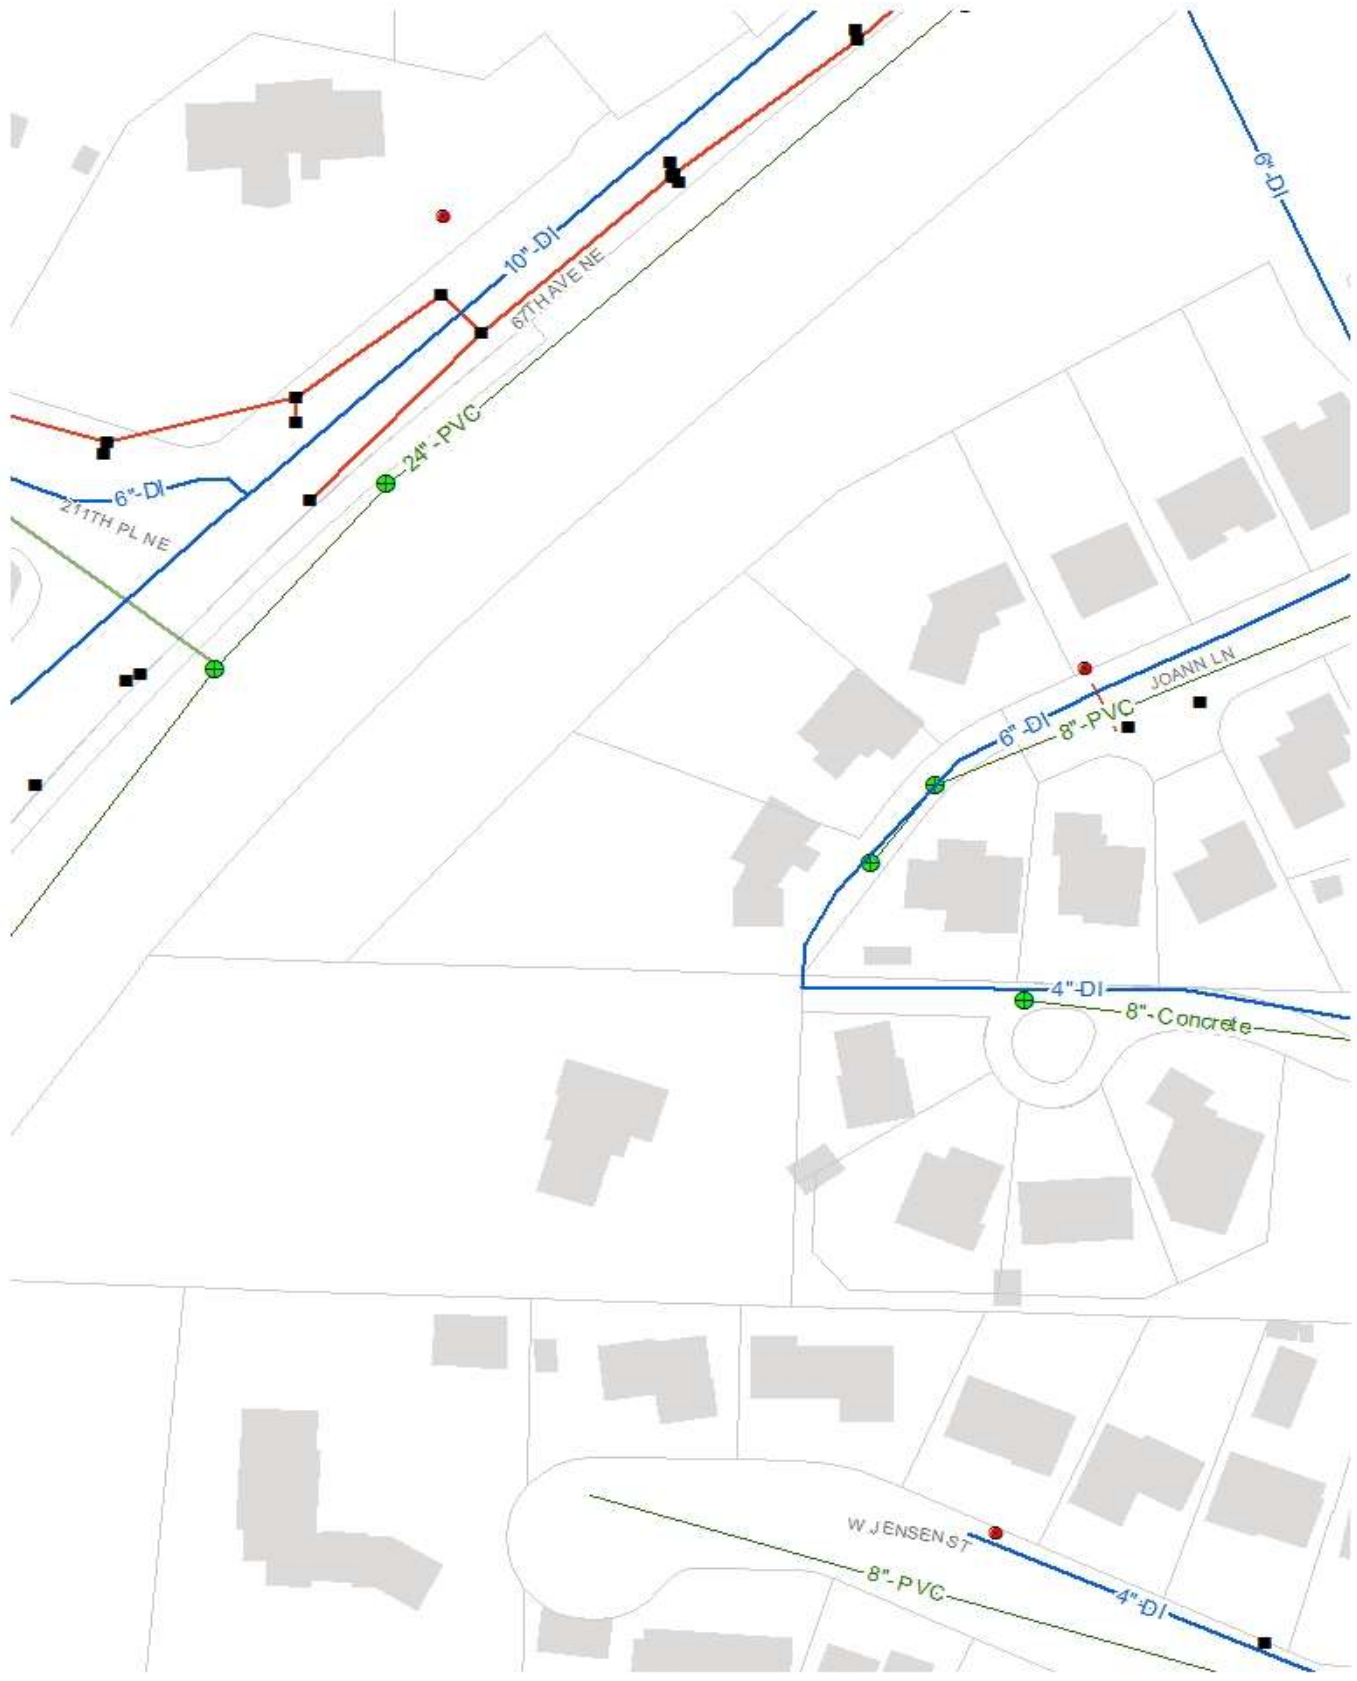 6"-DI
10"-DI
67TH AVE NE
24"-PVC
6"-DI
211TH PL NE
JOANN LN
6"-DI
8"-PVC
4"-DI
8"-Concrete
W JENSEN ST
8"-PVC
4"-DI